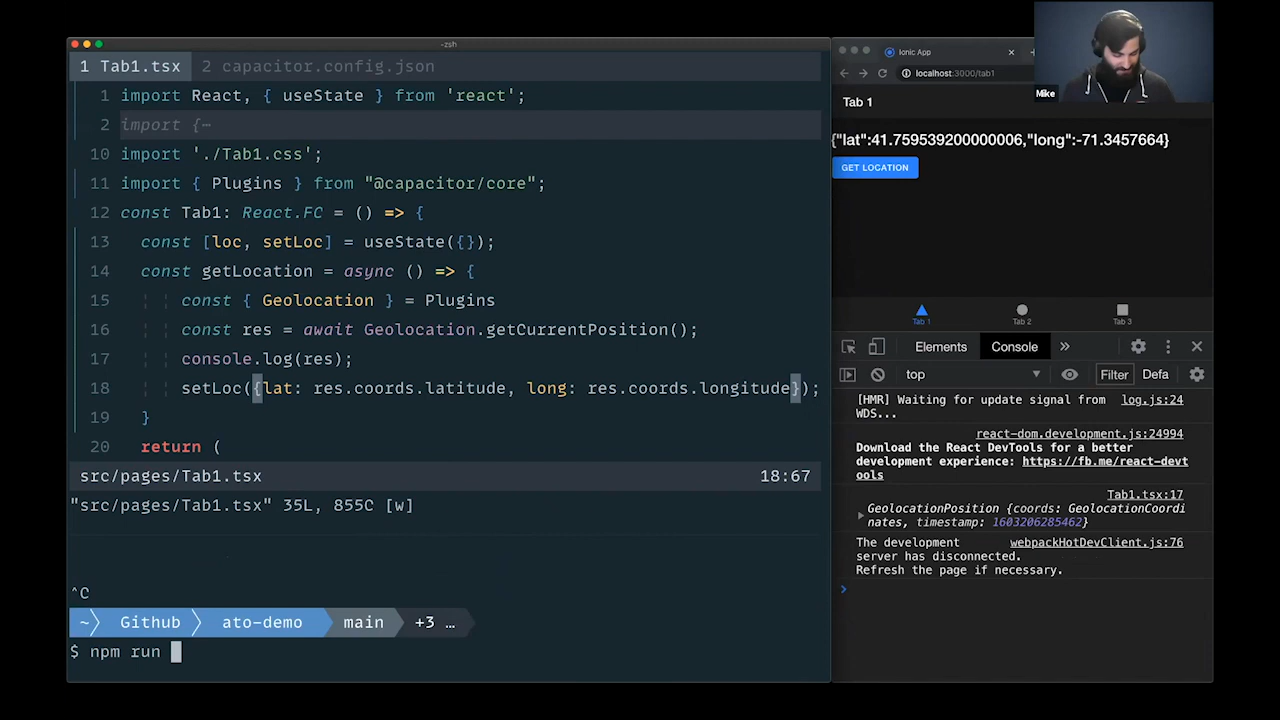 -zsh
1 Tab1.tsx 2 capacitor.config.json
1 import React, { useState } from 'react';
2 import {–
10 import './Tab1.css';
11 import { Plugins } from "@capacitor/core";
12 const Tab1: React.FC = () => {
13 const [loc, setLoc] = useState({});
14 const getLocation = async () => {
15 const { Geolocation } = Plugins
16 const res = await Geolocation.getCurrentPosition();
17 console.log(res);
18 setLoc({lat: res.coords.latitude, long: res.coords.longitude});
19 }
20 return (
src/pages/Tab1.tsx 18:67
"src/pages/Tab1.tsx" 35L, 855C [w]
^C
~ Github ato-demo main +3 …
$ npm run
Ionic App
localhost:3000/tab1
Mike
Tab 1
{"lat":41.759539200000006,"long":-71.3457664}
GET LOCATION
Tab 1 Tab 2 Tab 3
Elements Console »
top Filter Defa
[HMR] Waiting for update signal from log.js:24
WDS...
react-dom.development.js:24994
Download the React DevTools for a better
development experience: https://fb.me/react-devt
ools
Tab1.tsx:17
GeolocationPosition {coords: GeolocationCoordi
nates, timestamp: 1603206285462}
The development webpackHotDevClient.js:76
server has disconnected.
Refresh the page if necessary.